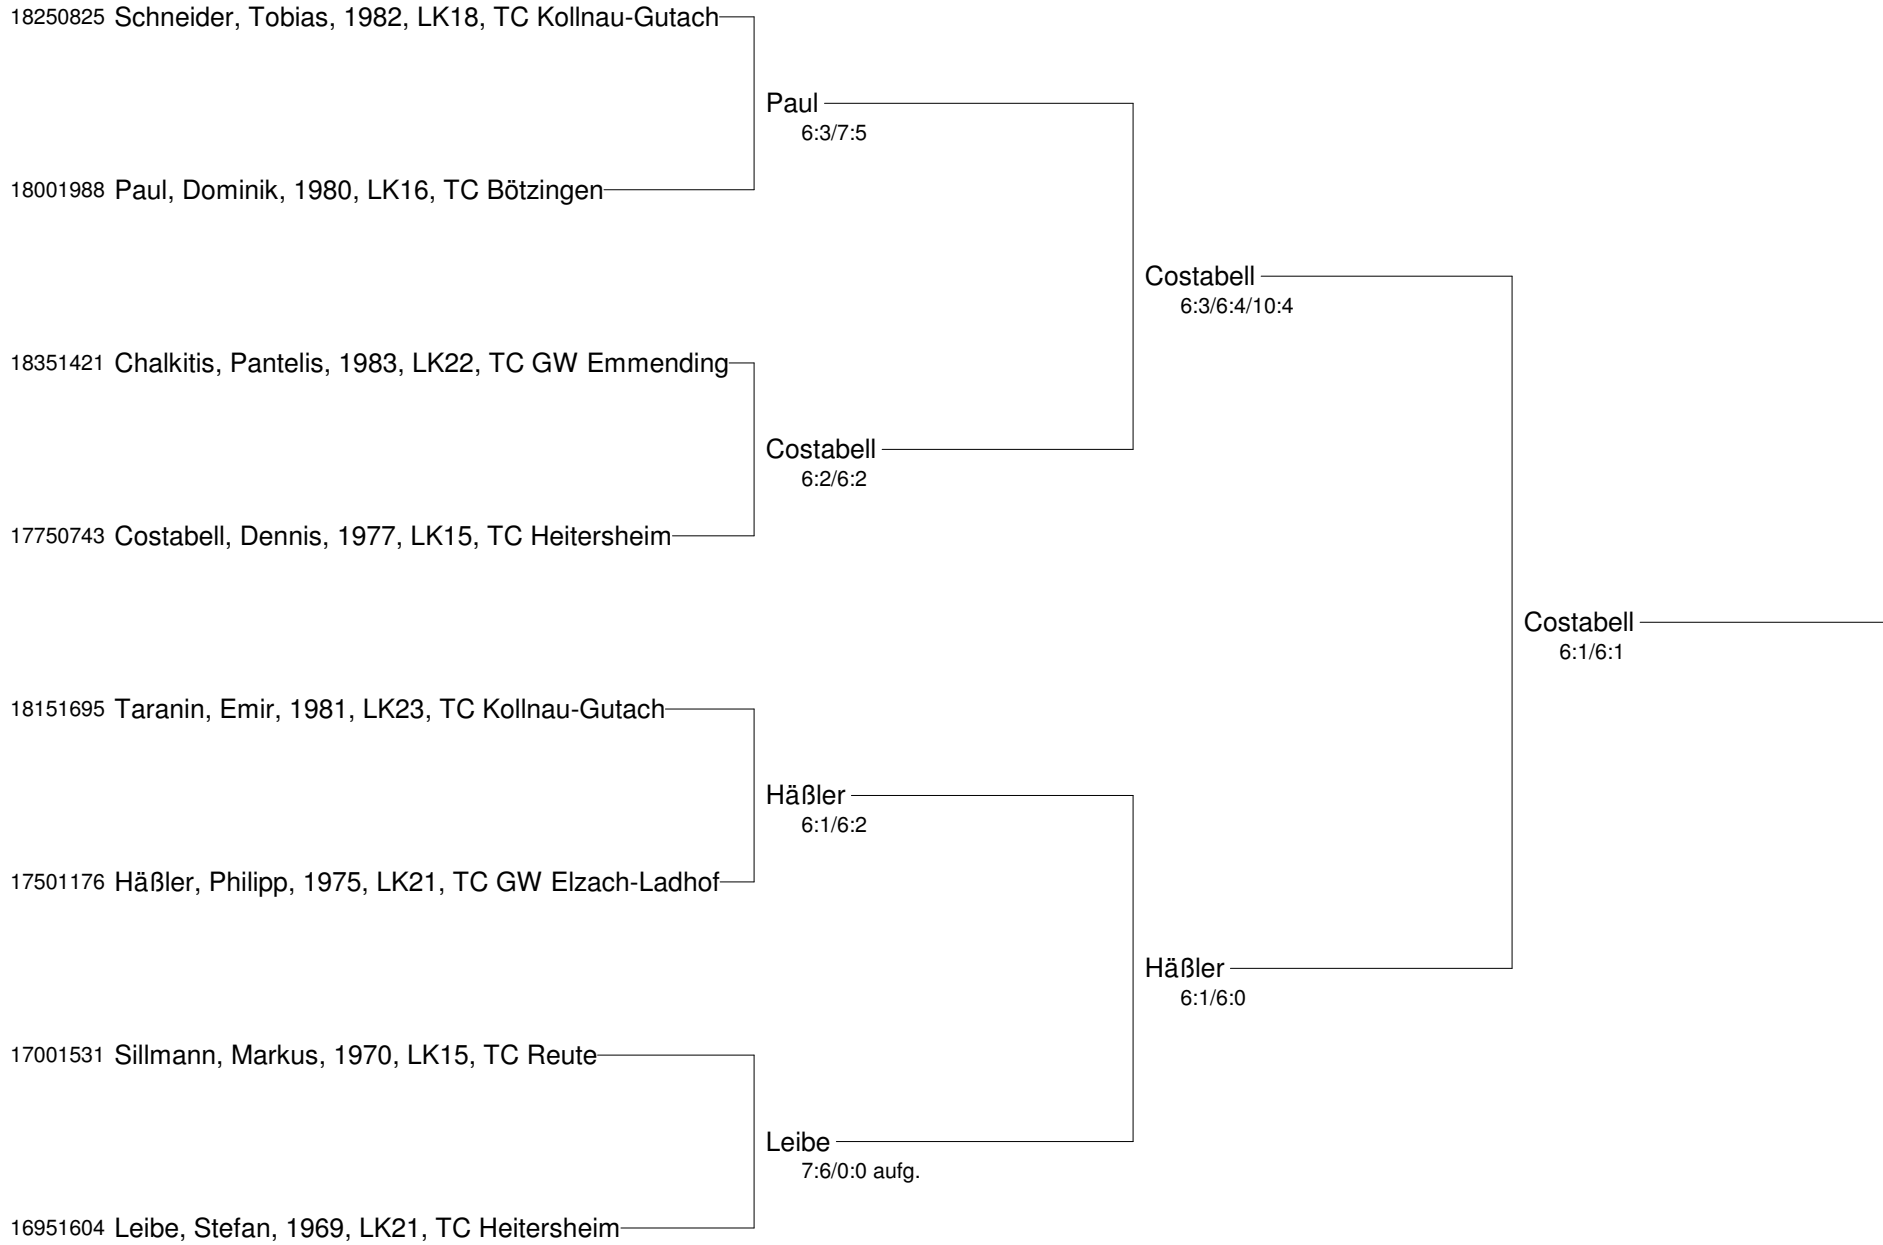 18250825 Schneider, Tobias, 1982, LK18, TC Kollnau-Gutach
Paul
6:3/7:5
18001988 Paul, Dominik, 1980, LK16, TC Bötzingen
Costabell
6:3/6:4/10:4
18351421 Chalkitis, Pantelis, 1983, LK22, TC GW Emmending
Costabell
6:2/6:2
17750743 Costabell, Dennis, 1977, LK15, TC Heitersheim
Costabell
6:1/6:1
18151695 Taranin, Emir, 1981, LK23, TC Kollnau-Gutach
Häßler
6:1/6:2
17501176 Häßler, Philipp, 1975, LK21, TC GW Elzach-Ladhof
Häßler
6:1/6:0
17001531 Sillmann, Markus, 1970, LK15, TC Reute
Leibe
7:6/0:0 aufg.
16951604 Leibe, Stefan, 1969, LK21, TC Heitersheim